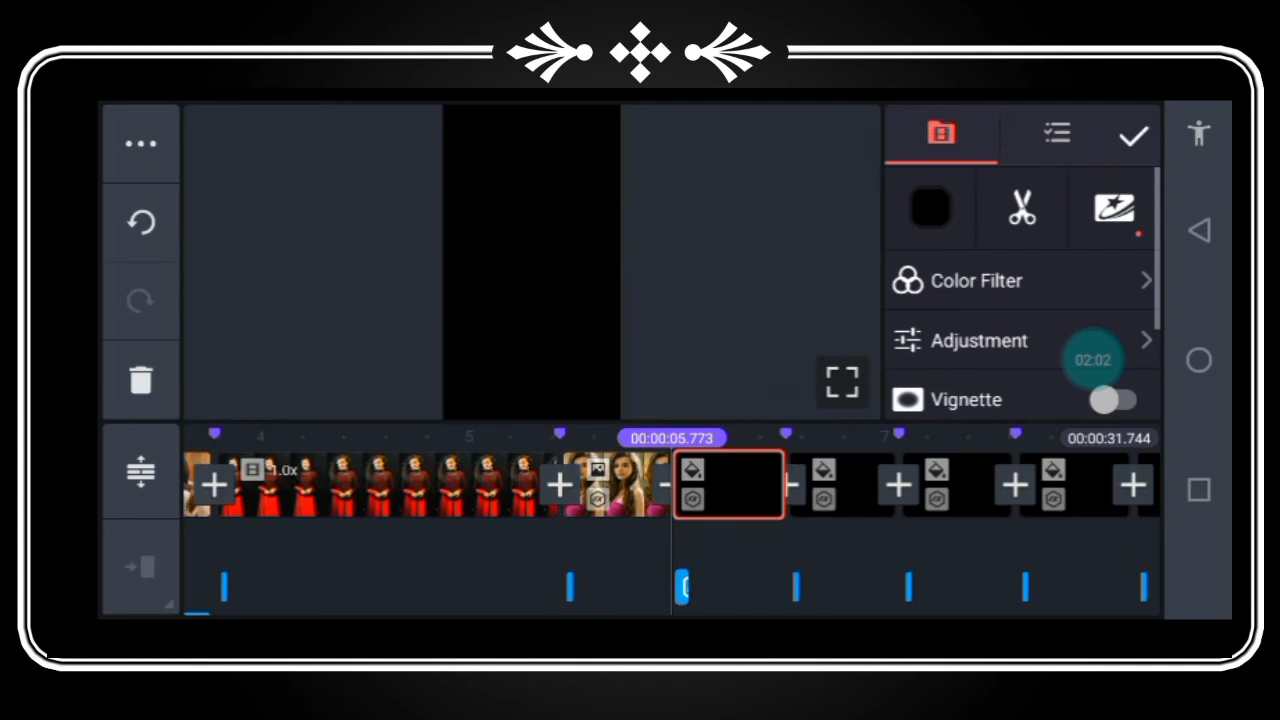 Color Filter
Adjustment
02:02
Vignette
4
5
00:00:05.773
7
00:00:31.744
1.0x